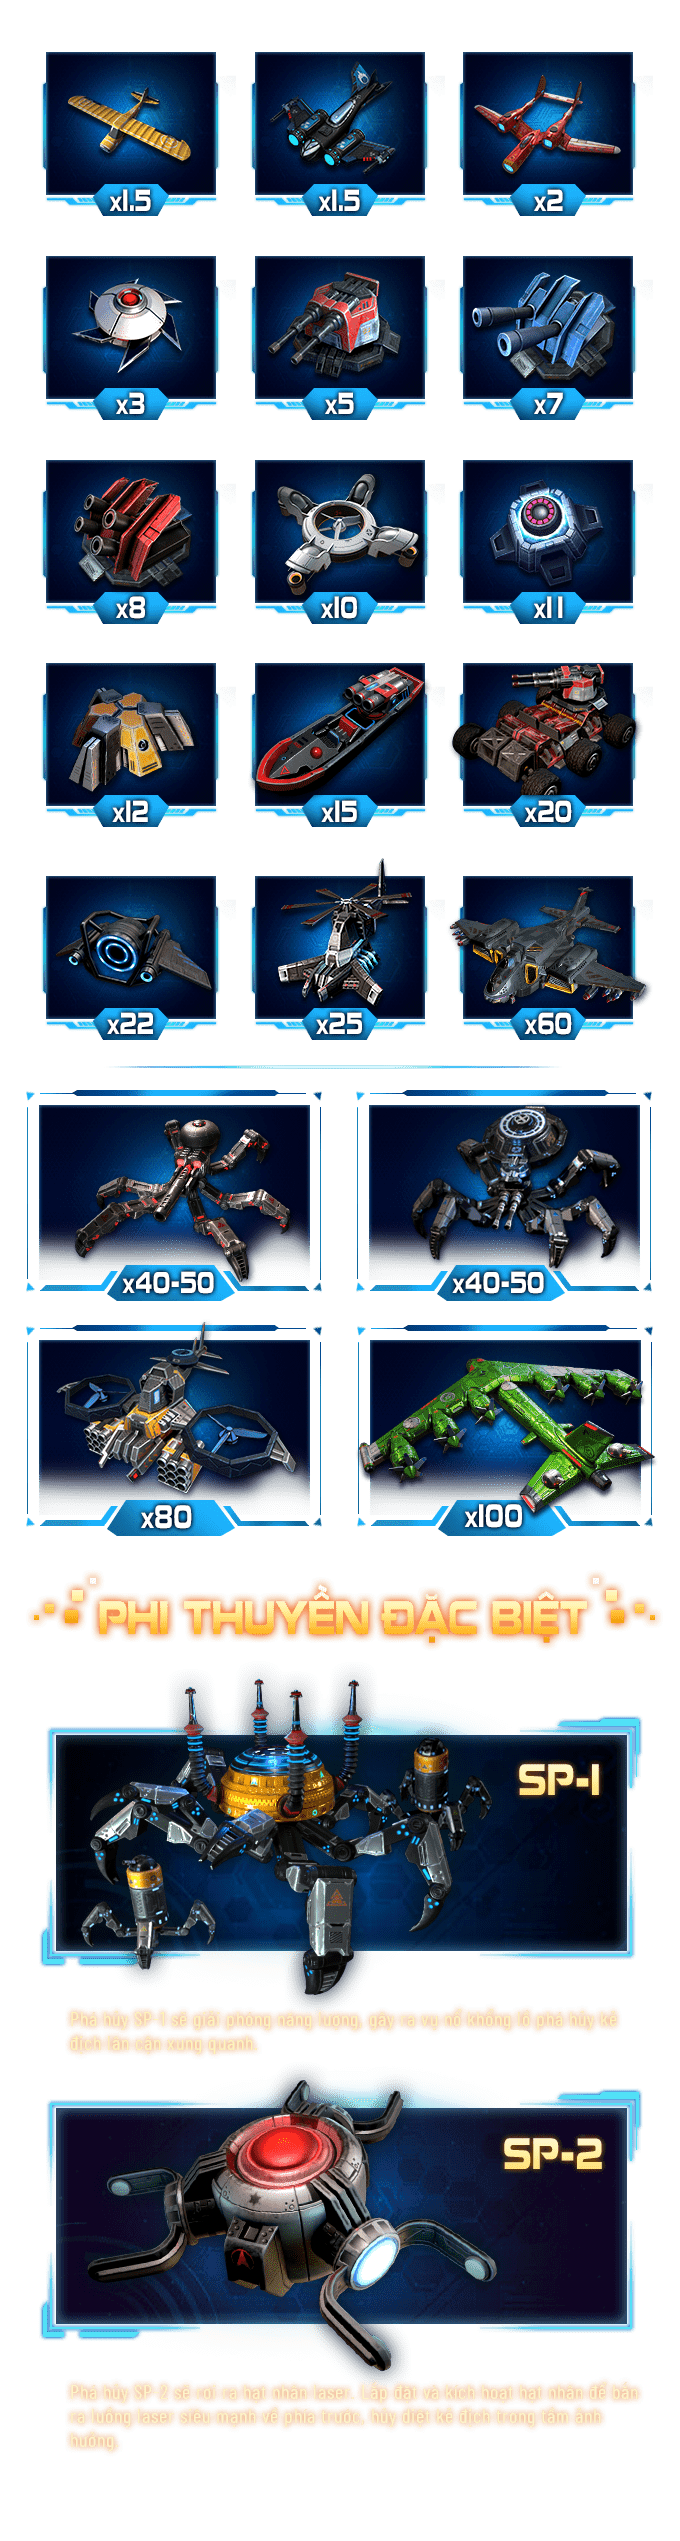 x1.5
x1.5
x2
x3
x5
x7
x8
x10
x11
x12
x15
x20
x22
x25
x60
x40-50
x40-50
x80
x100
PHI THUYỀN ĐẶC BIỆT
SP-1
Phá hủy SP-1 sẽ giải phóng năng lượng, gây ra vụ nổ khổng lồ phá hủy kẻ
địch lân cận xung quanh.
SP-2
Phá hủy SP-2 sẽ rơi ra hạt nhân laser. Lắp đặt và kích hoạt hạt nhân để bắn
ra luồng laser siêu mạnh về phía trước, hủy diệt kẻ địch trong tầm ảnh
hưởng.